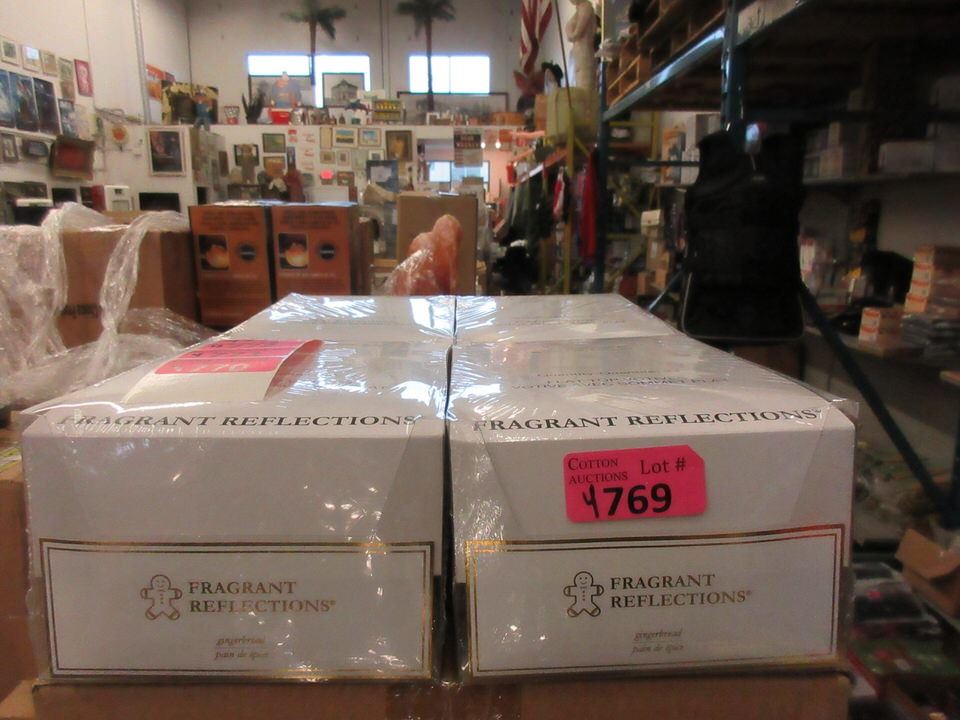 4770
FRAGRANT REFLECTIONS®
FRAGRANT REFLECTIONS®
COTTON
AUCTIONS
Lot #
4769
FRAGRANT
REFLECTIONS®
gingerbread
pain de épice
FRAGRANT
REFLECTIONS®
gingerbread
pain de épice